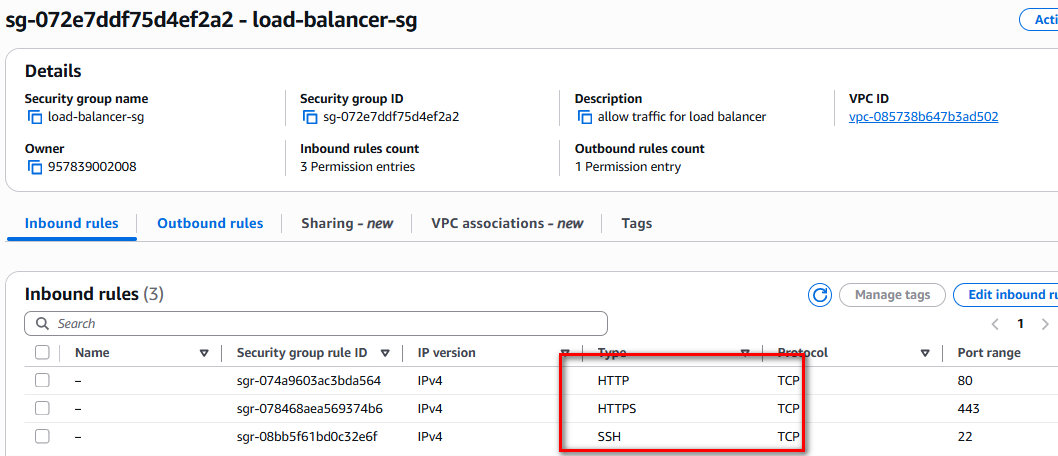 sg-072e7ddf75d4ef2a2 - load-balancer-sg
Acti
Details
Security group name
load-balancer-sg
Security group ID
sg-072e7ddf75d4ef2a2
Description
allow traffic for load balancer
VPC ID
vpc-085738b647b3ad502
Owner
957839002008
Inbound rules count
3 Permission entries
Outbound rules count
1 Permission entry
Inbound rules Outbound rules Sharing - new VPC associations - new Tags
Inbound rules (3)
Manage tags
Edit inbound ru
Search
1
Name Security group rule ID IP version Type Protocol Port range
– sgr-074a9603ac3bda564 IPv4 HTTP TCP 80
– sgr-078468aea569374b6 IPv4 HTTPS TCP 443
– sgr-08bb5f61bd0c32e6f IPv4 SSH TCP 22